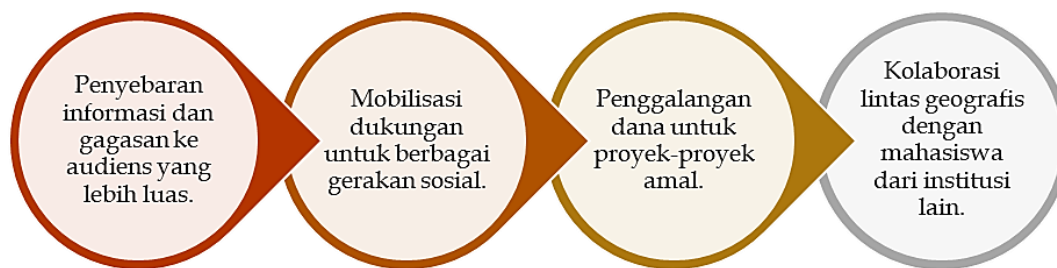 Penyebaran
informasi dan
gagasan ke
audiens yang
lebih luas.
Mobilisasi
dukungan
untuk berbagai
gerakan sosial.
Penggalangan
dana untuk
proyek-proyek
amal.
Kolaborasi
lintas geografis
dengan
mahasiswa
dari institusi
lain.